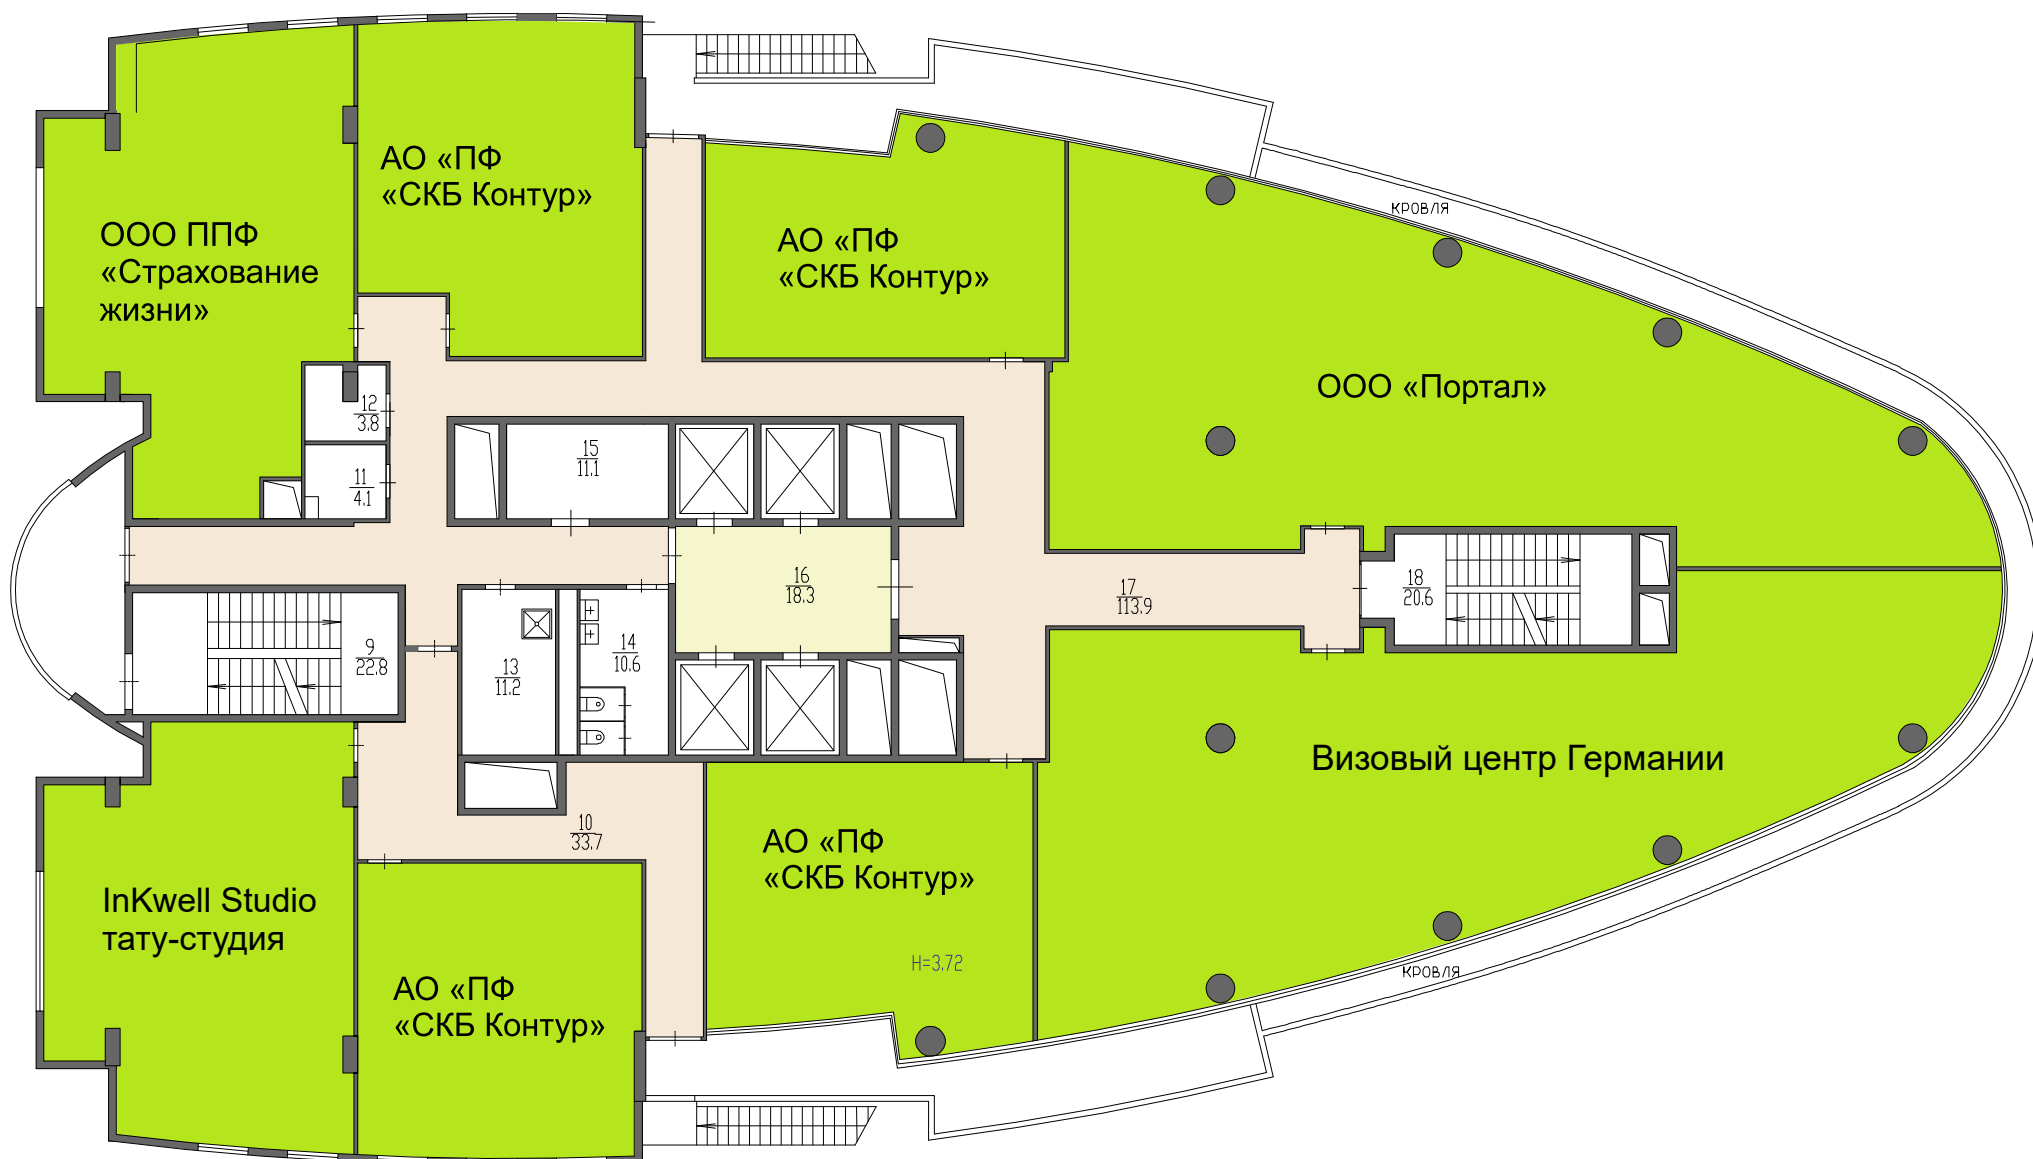 АО «ПФ
«СКБ Контур»
ООО ППФ
«Страхование
жизни»
АО «ПФ
«СКБ Контур»
КРОВЛЯ
ООО «Портал»
12
3.8
11
4.1
15
11.1
16
18.3
17
113.9
18
20.6
9
22.8
13
11.2
14
10.6
Визовый центр Германии
10
33.7
АО «ПФ
«СКБ Контур»
H=3.72
InKwell Studio
тату-студия
АО «ПФ
«СКБ Контур»
КРОВЛЯ